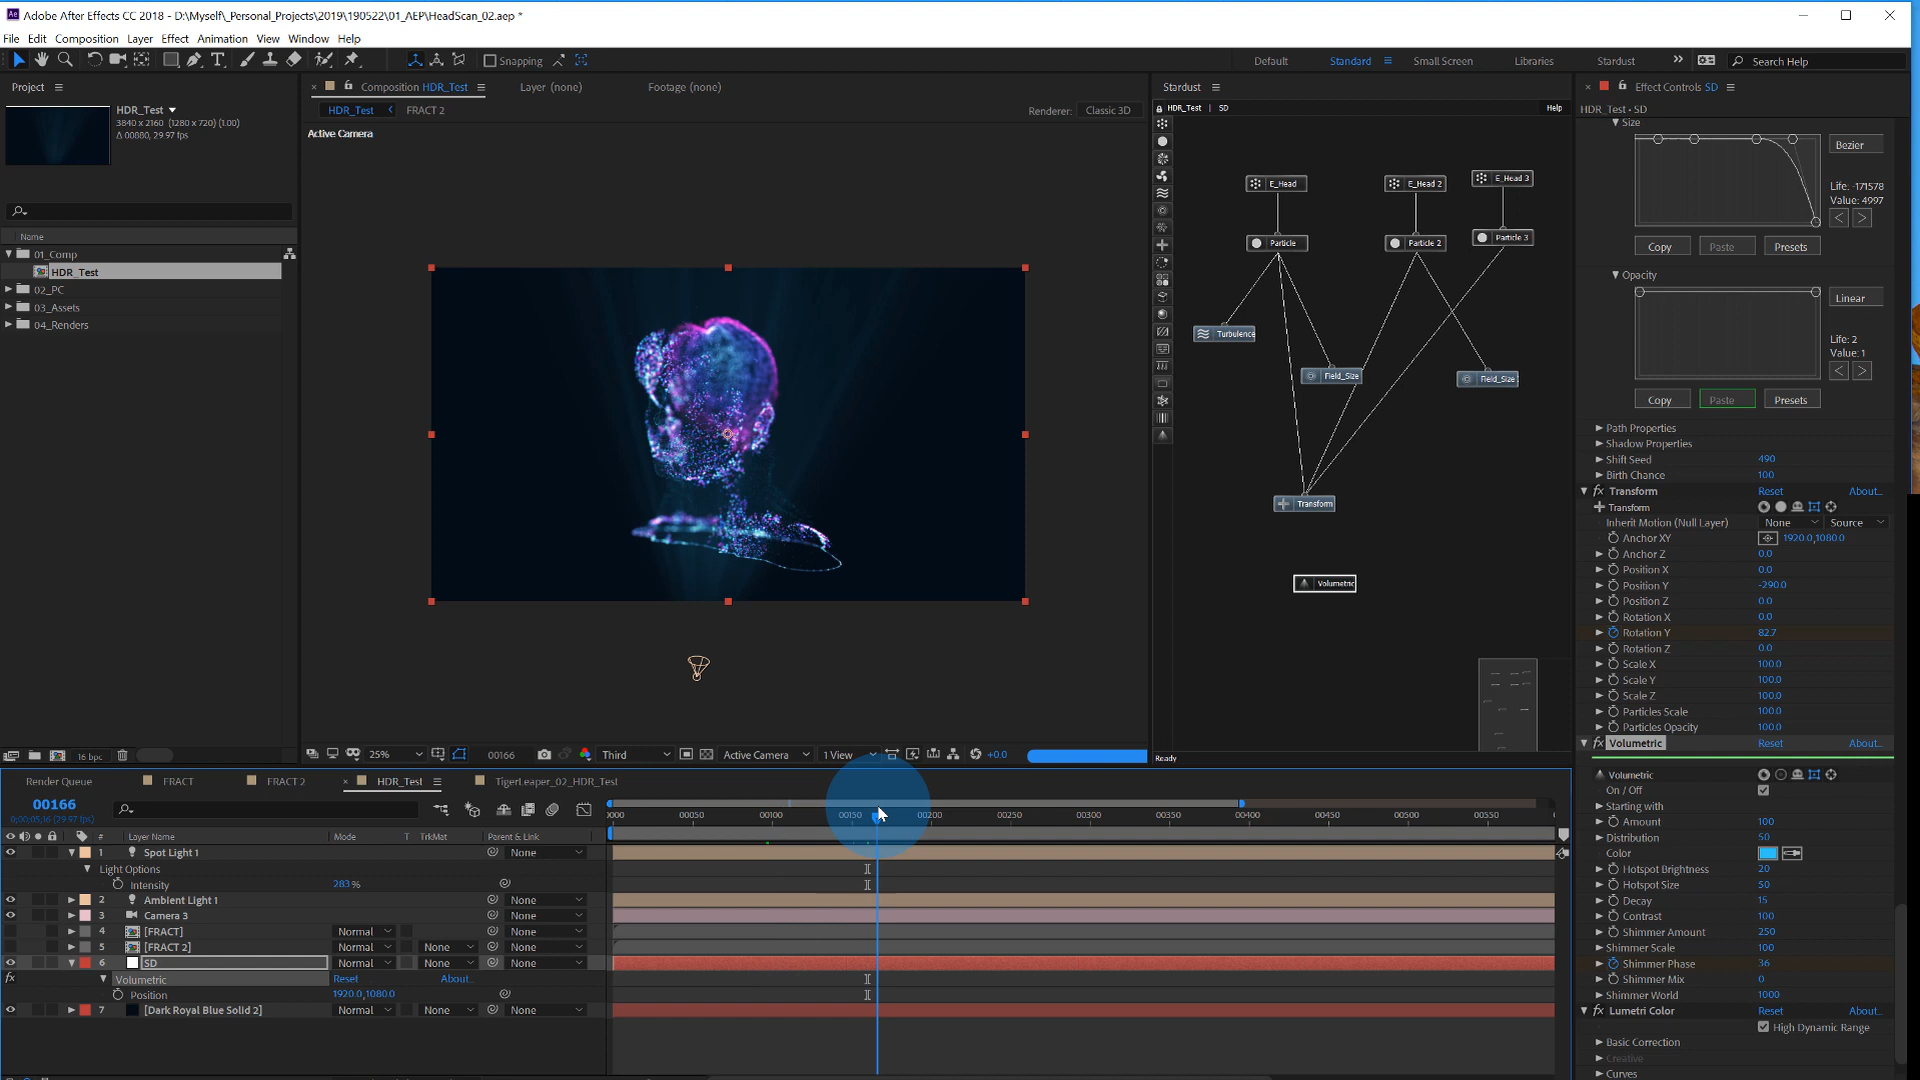 Adobe After Effects CC 2018 - D:\Myself\_Personal_Projects\2019\190522\01_AEP\HeadScan_02.aep *
File Edit Composition Layer Effect Animation View Window Help
Snapping
Default Standard Small Screen Libraries Stardust Search Help
Project
HDR_Test
3840 x 2160 (1280 x 720) (1.00)
Δ 00880, 29.97 fps
Name
01_Comp
HDR_Test
02_PC
03_Assets
04_Renders
16 bpc
Composition HDR_Test
Layer (none)
Footage (none)
HDR_Test
FRACT 2
Renderer: Classic 3D
Active Camera
25%
00166
Third
Active Camera
1 View
+0.0
Stardust
HDR_Test | SD
Help
E_Head
E_Head 2
E_Head 3
Particle
Particle 2
Particle 3
Turbulence
Field_Size
Field_Size
Transform
Volumetric
Ready
Effect Controls SD
HDR_Test • SD
Size
Bezier
Life: -171578
Value: 4997
< >
Copy Paste Presets
Opacity
Linear
Life: 2
Value: 1
< >
Copy Paste Presets
Path Properties
Shadow Properties
Shift Seed 490
Birth Chance 100
fx Transform Reset About...
Transform
Inherit Motion (Null Layer) None Source
Anchor XY 1920.0,1080.0
Anchor Z 0.0
Position X 0.0
Position Y -290.0
Position Z 0.0
Rotation X 0.0
Rotation Y 82.7
Rotation Z 0.0
Scale X 100.0
Scale Y 100.0
Scale Z 100.0
Particles Scale 100.0
Particles Opacity 100.0
fx Volumetric Reset About...
Volumetric
On / Off
Starting with
Amount 100
Distribution 50
Color
Hotspot Brightness 20
Hotspot Size 50
Decay 15
Contrast 100
Shimmer Amount 250
Shimmer Scale 100
Shimmer Phase 36
Shimmer Mix 0
Shimmer World 1000
fx Lumetri Color Reset About...
High Dynamic Range
Basic Correction
Creative
Curves
Render Queue
FRACT
FRACT 2
HDR_Test
TigerLeaper_02_HDR_Test
00166
0;00;05;16 (29.97 fps)
0000 00050 00100 00150 00200 00250 00300 00350 00400 00450 00500 00550
# Layer Name Mode T TrkMat Parent & Link
1 Spot Light 1 None
Light Options
Intensity 283 %
2 Ambient Light 1 None
3 Camera 3 None
4 [FRACT] Normal None
5 [FRACT 2] Normal None None
6 SD Normal None None
fx Volumetric Reset About...
Position 1920.0,1080.0
7 [Dark Royal Blue Solid 2] Normal None None